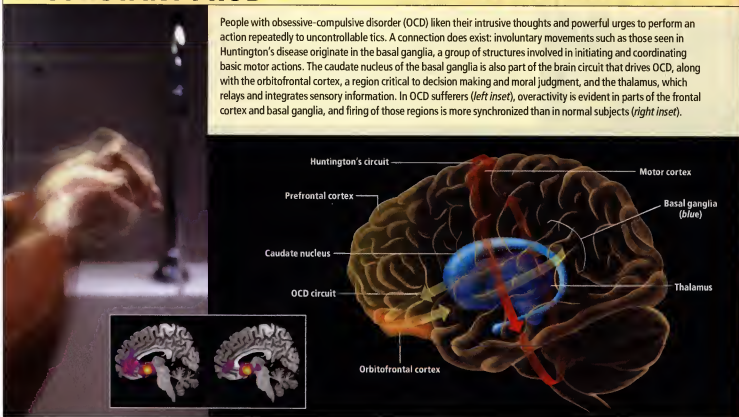 People with obsessive-compulsive disorder (OCD) liken their intrusive thoughts and powerful urges to perform an
action repeatedly to uncontrollable tics. A connection does exist: involuntary movements such as those seen in
Huntington's disease originate in the basal ganglia, a group of structures involved in initiating and coordinating
basic motor actions. The caudate nucleus of the basal ganglia is also part of the brain circuit that drives OCD, along
with the orbitofrontal cortex, a region critical to decision making and moral judgment, and the thalamus, which
relays and integrates sensory information. In OCD sufferers (left inset), overactivity is evident in parts of the frontal
cortex and basal ganglia, and firing of those regions is more synchronized than in normal subjects (right inset).
Huntington's circuit
Motor cortex
Prefrontal cortex
Basal ganglia
(blue)
Caudate nucleus
Thalamus
OCD circuit
Orbitofrontal cortex